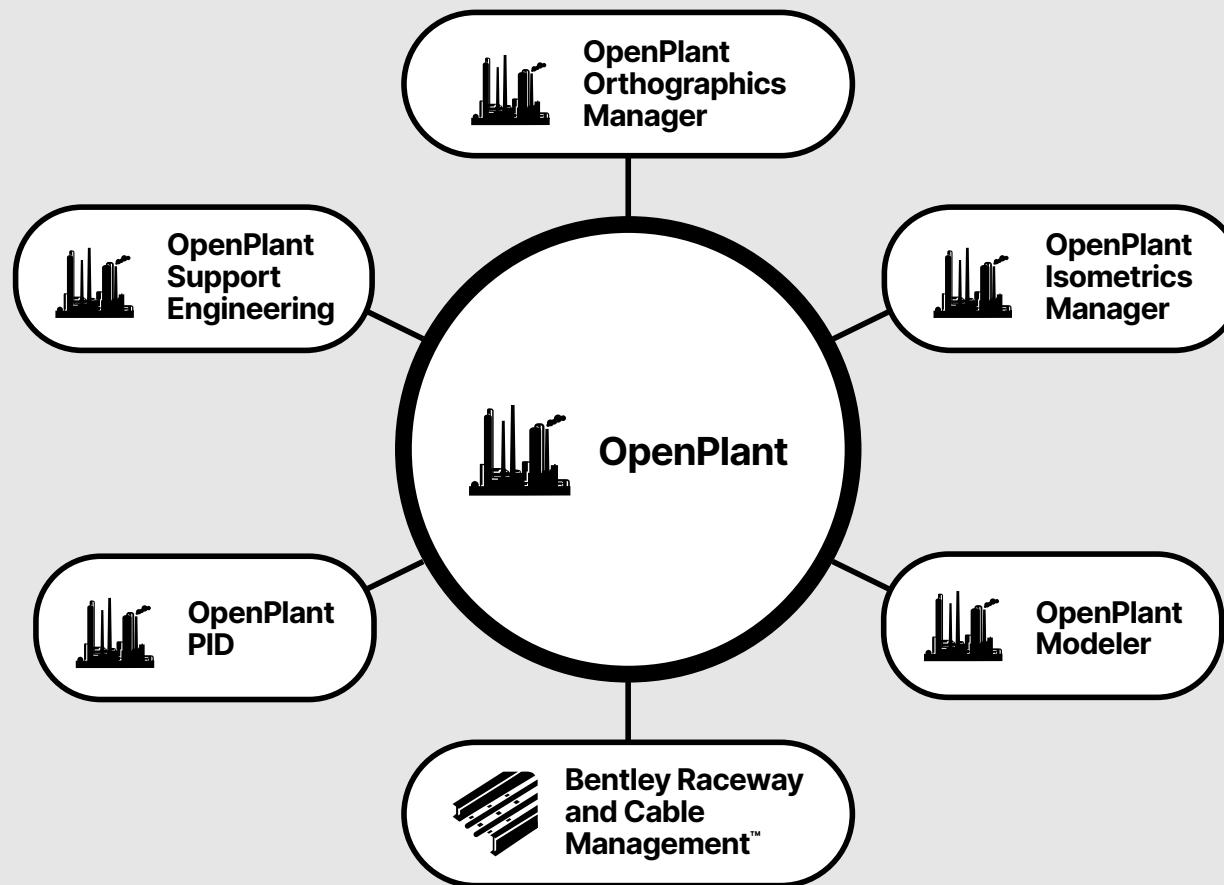 OpenPlant
Orthographics
Manager
OpenPlant
Support
Engineering
OpenPlant
Isometrics
Manager
OpenPlant
OpenPlant
PID
OpenPlant
Modeler
Bentley Raceway
and Cable
Management™